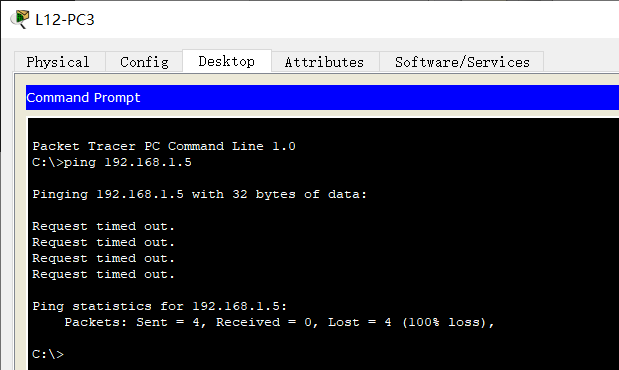 L12-PC3
Physical Config Desktop Attributes Software/Services
Command Prompt
Packet Tracer PC Command Line 1.0
C:\>ping 192.168.1.5
Pinging 192.168.1.5 with 32 bytes of data:
Request timed out.
Request timed out.
Request timed out.
Request timed out.
Ping statistics for 192.168.1.5:
Packets: Sent = 4, Received = 0, Lost = 4 (100% loss),
C:\>